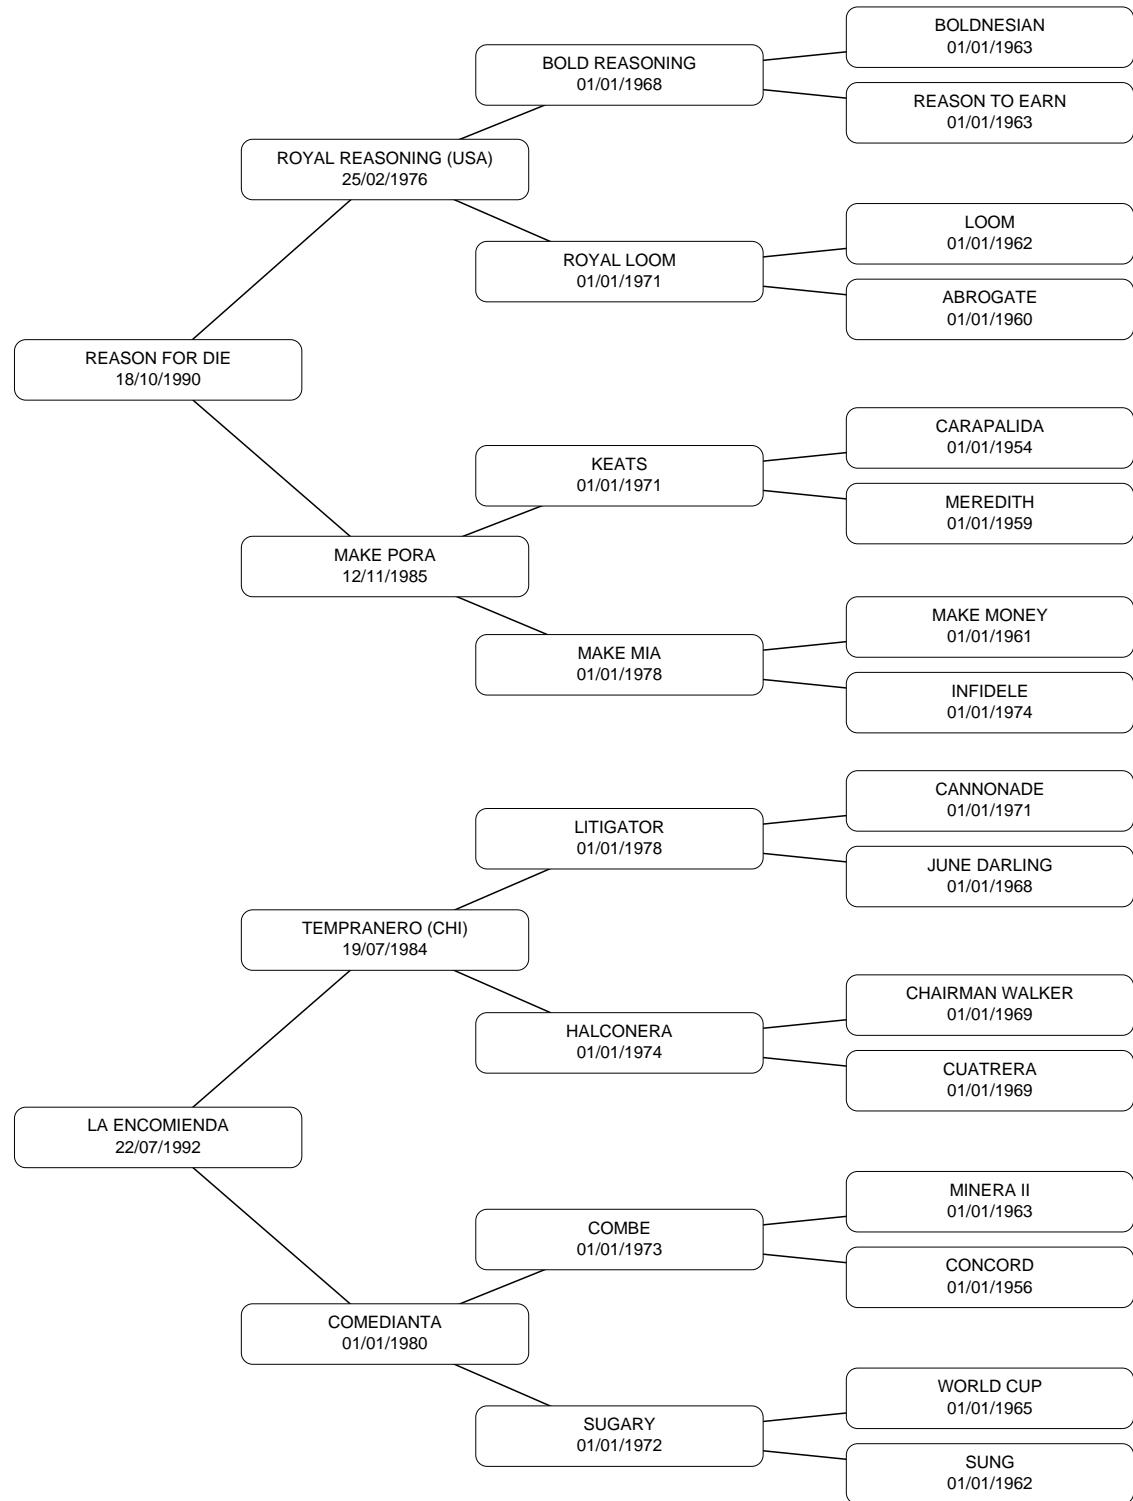 BOLDNESIAN
01/01/1963
BOLD REASONING
01/01/1968
REASON TO EARN
01/01/1963
ROYAL REASONING (USA)
25/02/1976
LOOM
01/01/1962
ROYAL LOOM
01/01/1971
ABROGATE
01/01/1960
REASON FOR DIE
18/10/1990
CARAPALIDA
01/01/1954
KEATS
01/01/1971
MEREDITH
01/01/1959
MAKE PORA
12/11/1985
MAKE MONEY
01/01/1961
MAKE MIA
01/01/1978
INFIDELE
01/01/1974
CANNONADE
01/01/1971
LITIGATOR
01/01/1978
JUNE DARLING
01/01/1968
TEMPRANERO (CHI)
19/07/1984
CHAIRMAN WALKER
01/01/1969
HALCONERA
01/01/1974
CUATRERA
01/01/1969
LA ENCOMIENDA
22/07/1992
MINERA II
01/01/1963
COMBE
01/01/1973
CONCORD
01/01/1956
COMEDIANTA
01/01/1980
WORLD CUP
01/01/1965
SUGARY
01/01/1972
SUNG
01/01/1962